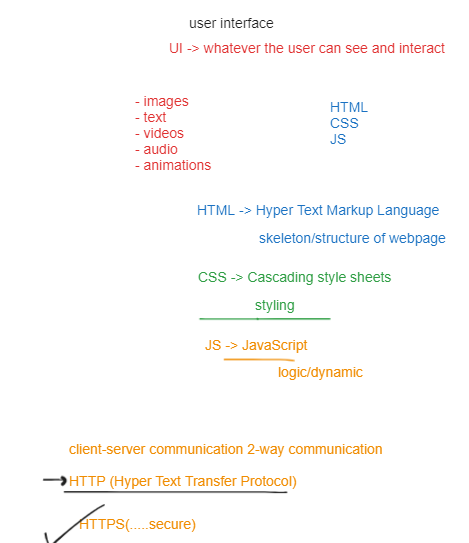 user interface
UI -> whatever the user can see and interact
- images
- text
- videos
- audio
- animations
HTML
CSS
JS
HTML -> Hyper Text Markup Language
skeleton/structure of webpage
CSS -> Cascading style sheets
styling
JS -> JavaScript
logic/dynamic
client-server communication 2-way communication
HTTP (Hyper Text Transfer Protocol)
HTTPS(.....secure)